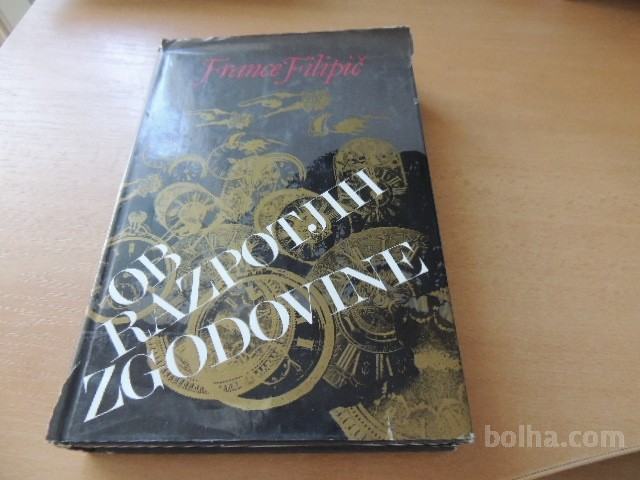 France Filipič
OB
RAZPOTJIH
ZGODOVINE
bolha.com